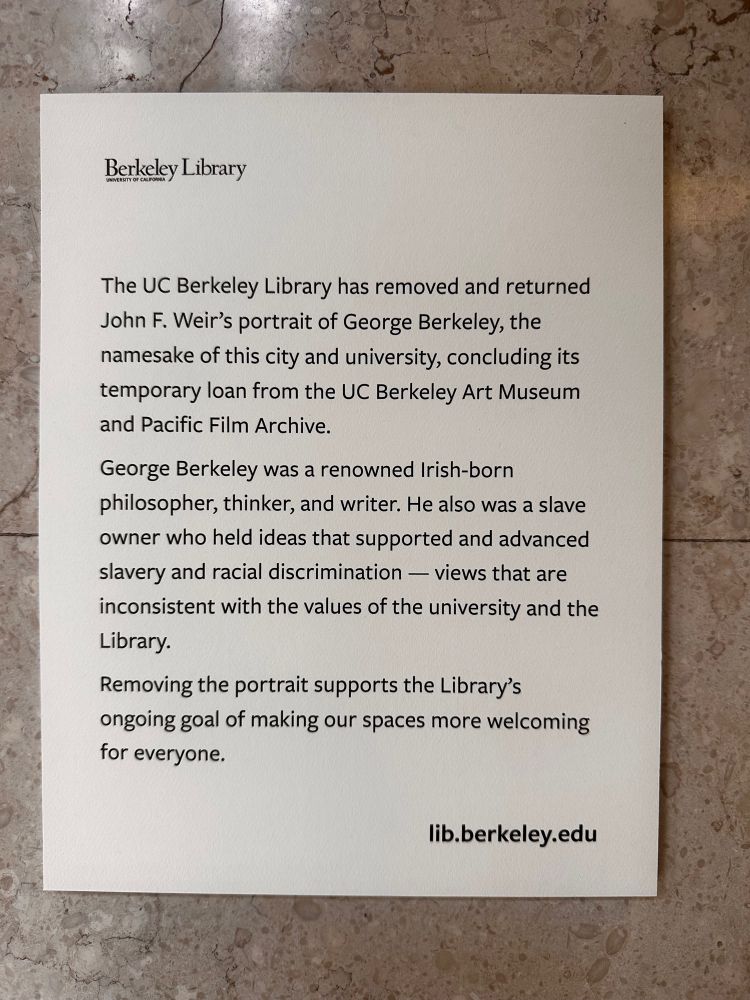 Berkeley Library
UNIVERSITY OF CALIFORNIA
The UC Berkeley Library has removed and returned
John F. Weir’s portrait of George Berkeley, the
namesake of this city and university, concluding its
temporary loan from the UC Berkeley Art Museum
and Pacific Film Archive.
George Berkeley was a renowned Irish-born
philosopher, thinker, and writer. He also was a slave
owner who held ideas that supported and advanced
slavery and racial discrimination — views that are
inconsistent with the values of the university and the
Library.
Removing the portrait supports the Library’s
ongoing goal of making our spaces more welcoming
for everyone.
lib.berkeley.edu